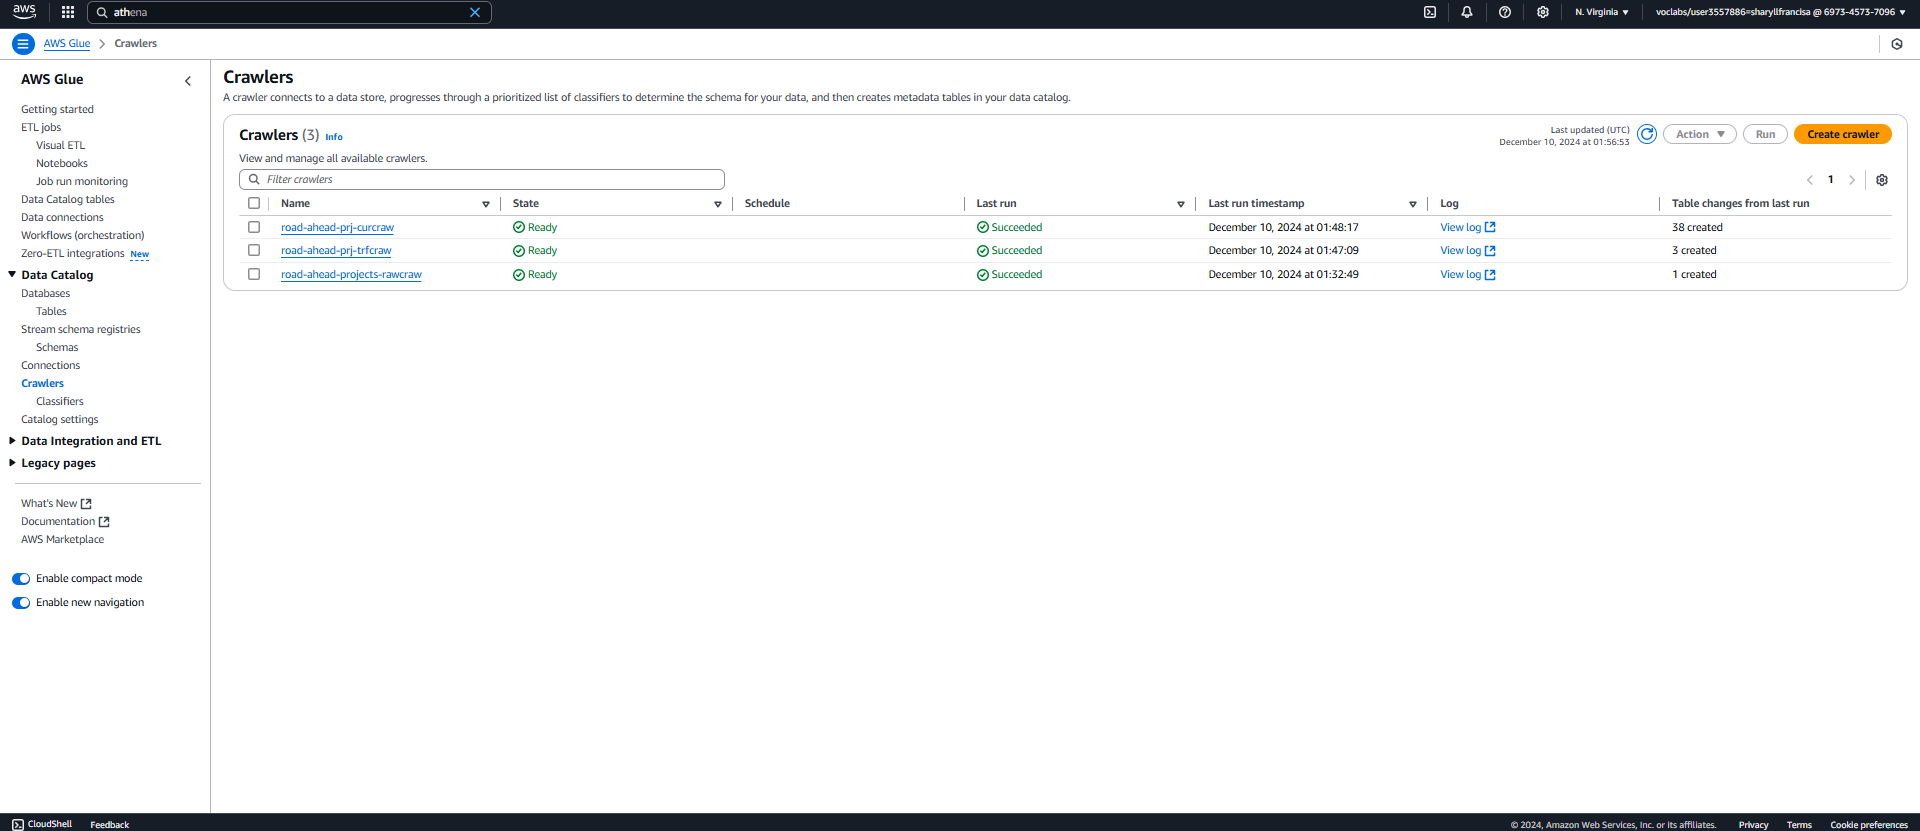 aws
athena
N. Virginia
voclabs/user3557886=sharyllfrancisa @ 6973-4573-7096
AWS Glue
Crawlers
AWS Glue
Getting started
ETL jobs
Visual ETL
Notebooks
Job run monitoring
Data Catalog tables
Data connections
Workflows (orchestration)
Zero-ETL integrations New
Data Catalog
Databases
Tables
Stream schema registries
Schemas
Connections
Crawlers
Classifiers
Catalog settings
Data Integration and ETL
Legacy pages
What's New
Documentation
AWS Marketplace
Enable compact mode
Enable new navigation
Crawlers
A crawler connects to a data store, progresses through a prioritized list of classifiers to determine the schema for your data, and then creates metadata tables in your data catalog.
Crawlers (3) Info
Last updated (UTC)
December 10, 2024 at 01:56:53
Action
Run
Create crawler
View and manage all available crawlers.
Filter crawlers
1
Name State Schedule Last run Last run timestamp Log Table changes from last run
road-ahead-prj-curcraw Ready Succeeded December 10, 2024 at 01:48:17 View log 38 created
road-ahead-prj-trfcraw Ready Succeeded December 10, 2024 at 01:47:09 View log 3 created
road-ahead-projects-rawcraw Ready Succeeded December 10, 2024 at 01:32:49 View log 1 created
CloudShell Feedback © 2024, Amazon Web Services, Inc. or its affiliates. Privacy Terms Cookie preferences